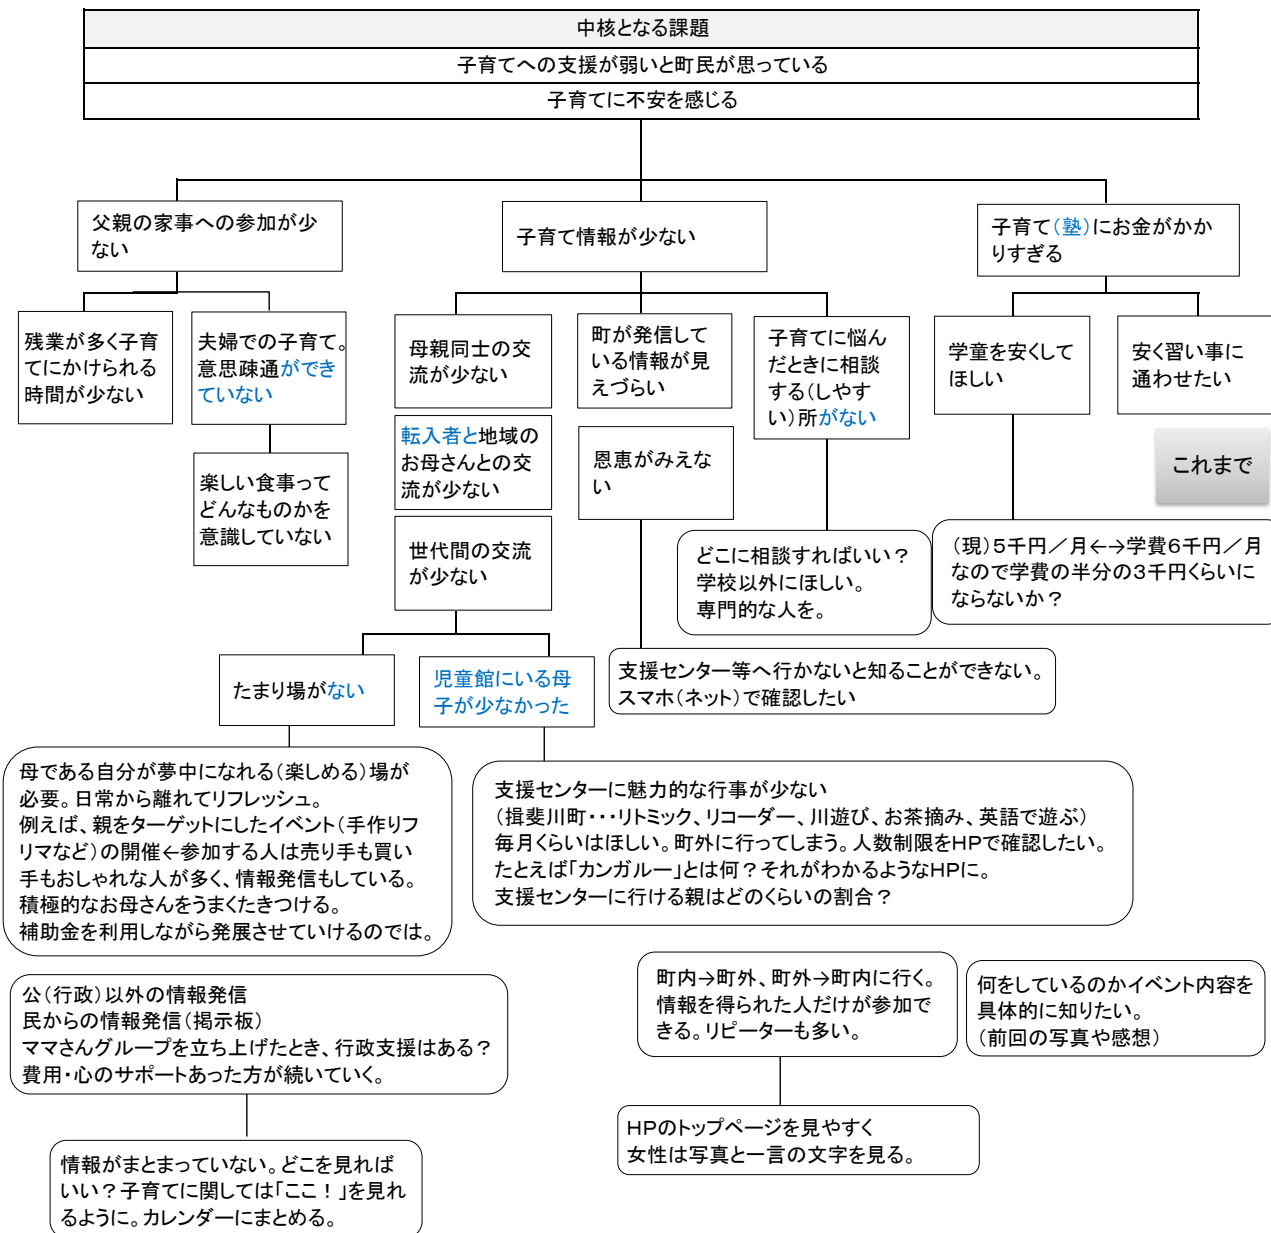 中核となる課題
子育てへの支援が弱いと町民が思っている
子育てに不安を感じる
父親の家事への参加が少
ない
子育て情報が少ない
子育て（塾）にお金がかか
りすぎる
残業が多く子育
てにかけられる
時間が少ない
夫婦での子育て。
意思疎通ができ
ていない
母親同士の交
流が少ない
町が発信して
いる情報が見
えづらい
子育てに悩ん
だときに相談
する（しやす
い）所がない
学童を安くして
ほしい
安く習い事に
通わせたい
転入者と地域の
お母さんとの交
流が少ない
恩恵がみえな
い
これまで
楽しい食事って
どんなものかを
意識していない
世代間の交流
が少ない
どこに相談すればいい？
学校以外にほしい。
専門的な人を。
（現）５千円／月←→学費６千円／月
なので学費の半分の３千円くらいに
ならないか？
たまり場がない
児童館にいる母
子が少なかった
支援センター等へ行かないと知ることができない。
スマホ（ネット）で確認したい
母である自分が夢中になれる（楽しめる）場が
必要。日常から離れてリフレッシュ。
例えば、親をターゲットにしたイベント（手作りフ
リマなど）の開催←参加する人は売り手も買い
手もおしゃれな人が多く、情報発信もしている。
積極的なお母さんをうまくたきつける。
補助金を利用しながら発展させていけるのでは。
支援センターに魅力的な行事が少ない
（揖斐川町・・・リトミック、リコーダー、川遊び、お茶摘み、英語で遊ぶ）
毎月くらいはほしい。町外に行ってしまう。人数制限をHPで確認したい。
たとえば「カンガルー」とは何？それがわかるようなHPに。
支援センターに行ける親はどのくらいの割合？
公（行政）以外の情報発信
民からの情報発信（掲示板）
ママさんグループを立ち上げたとき、行政支援はある？
費用・心のサポートあった方が続いていく。
町内→町外、町外→町内に行く。
情報を得られた人だけが参加で
きる。リピーターも多い。
何をしているのかイベント内容を
具体的に知りたい。
（前回の写真や感想）
HPのトップページを見やすく
女性は写真と一言の文字を見る。
情報がまとまっていない。どこを見れば
いい？子育てに関しては「ここ！」を見れ
るように。カレンダーにまとめる。